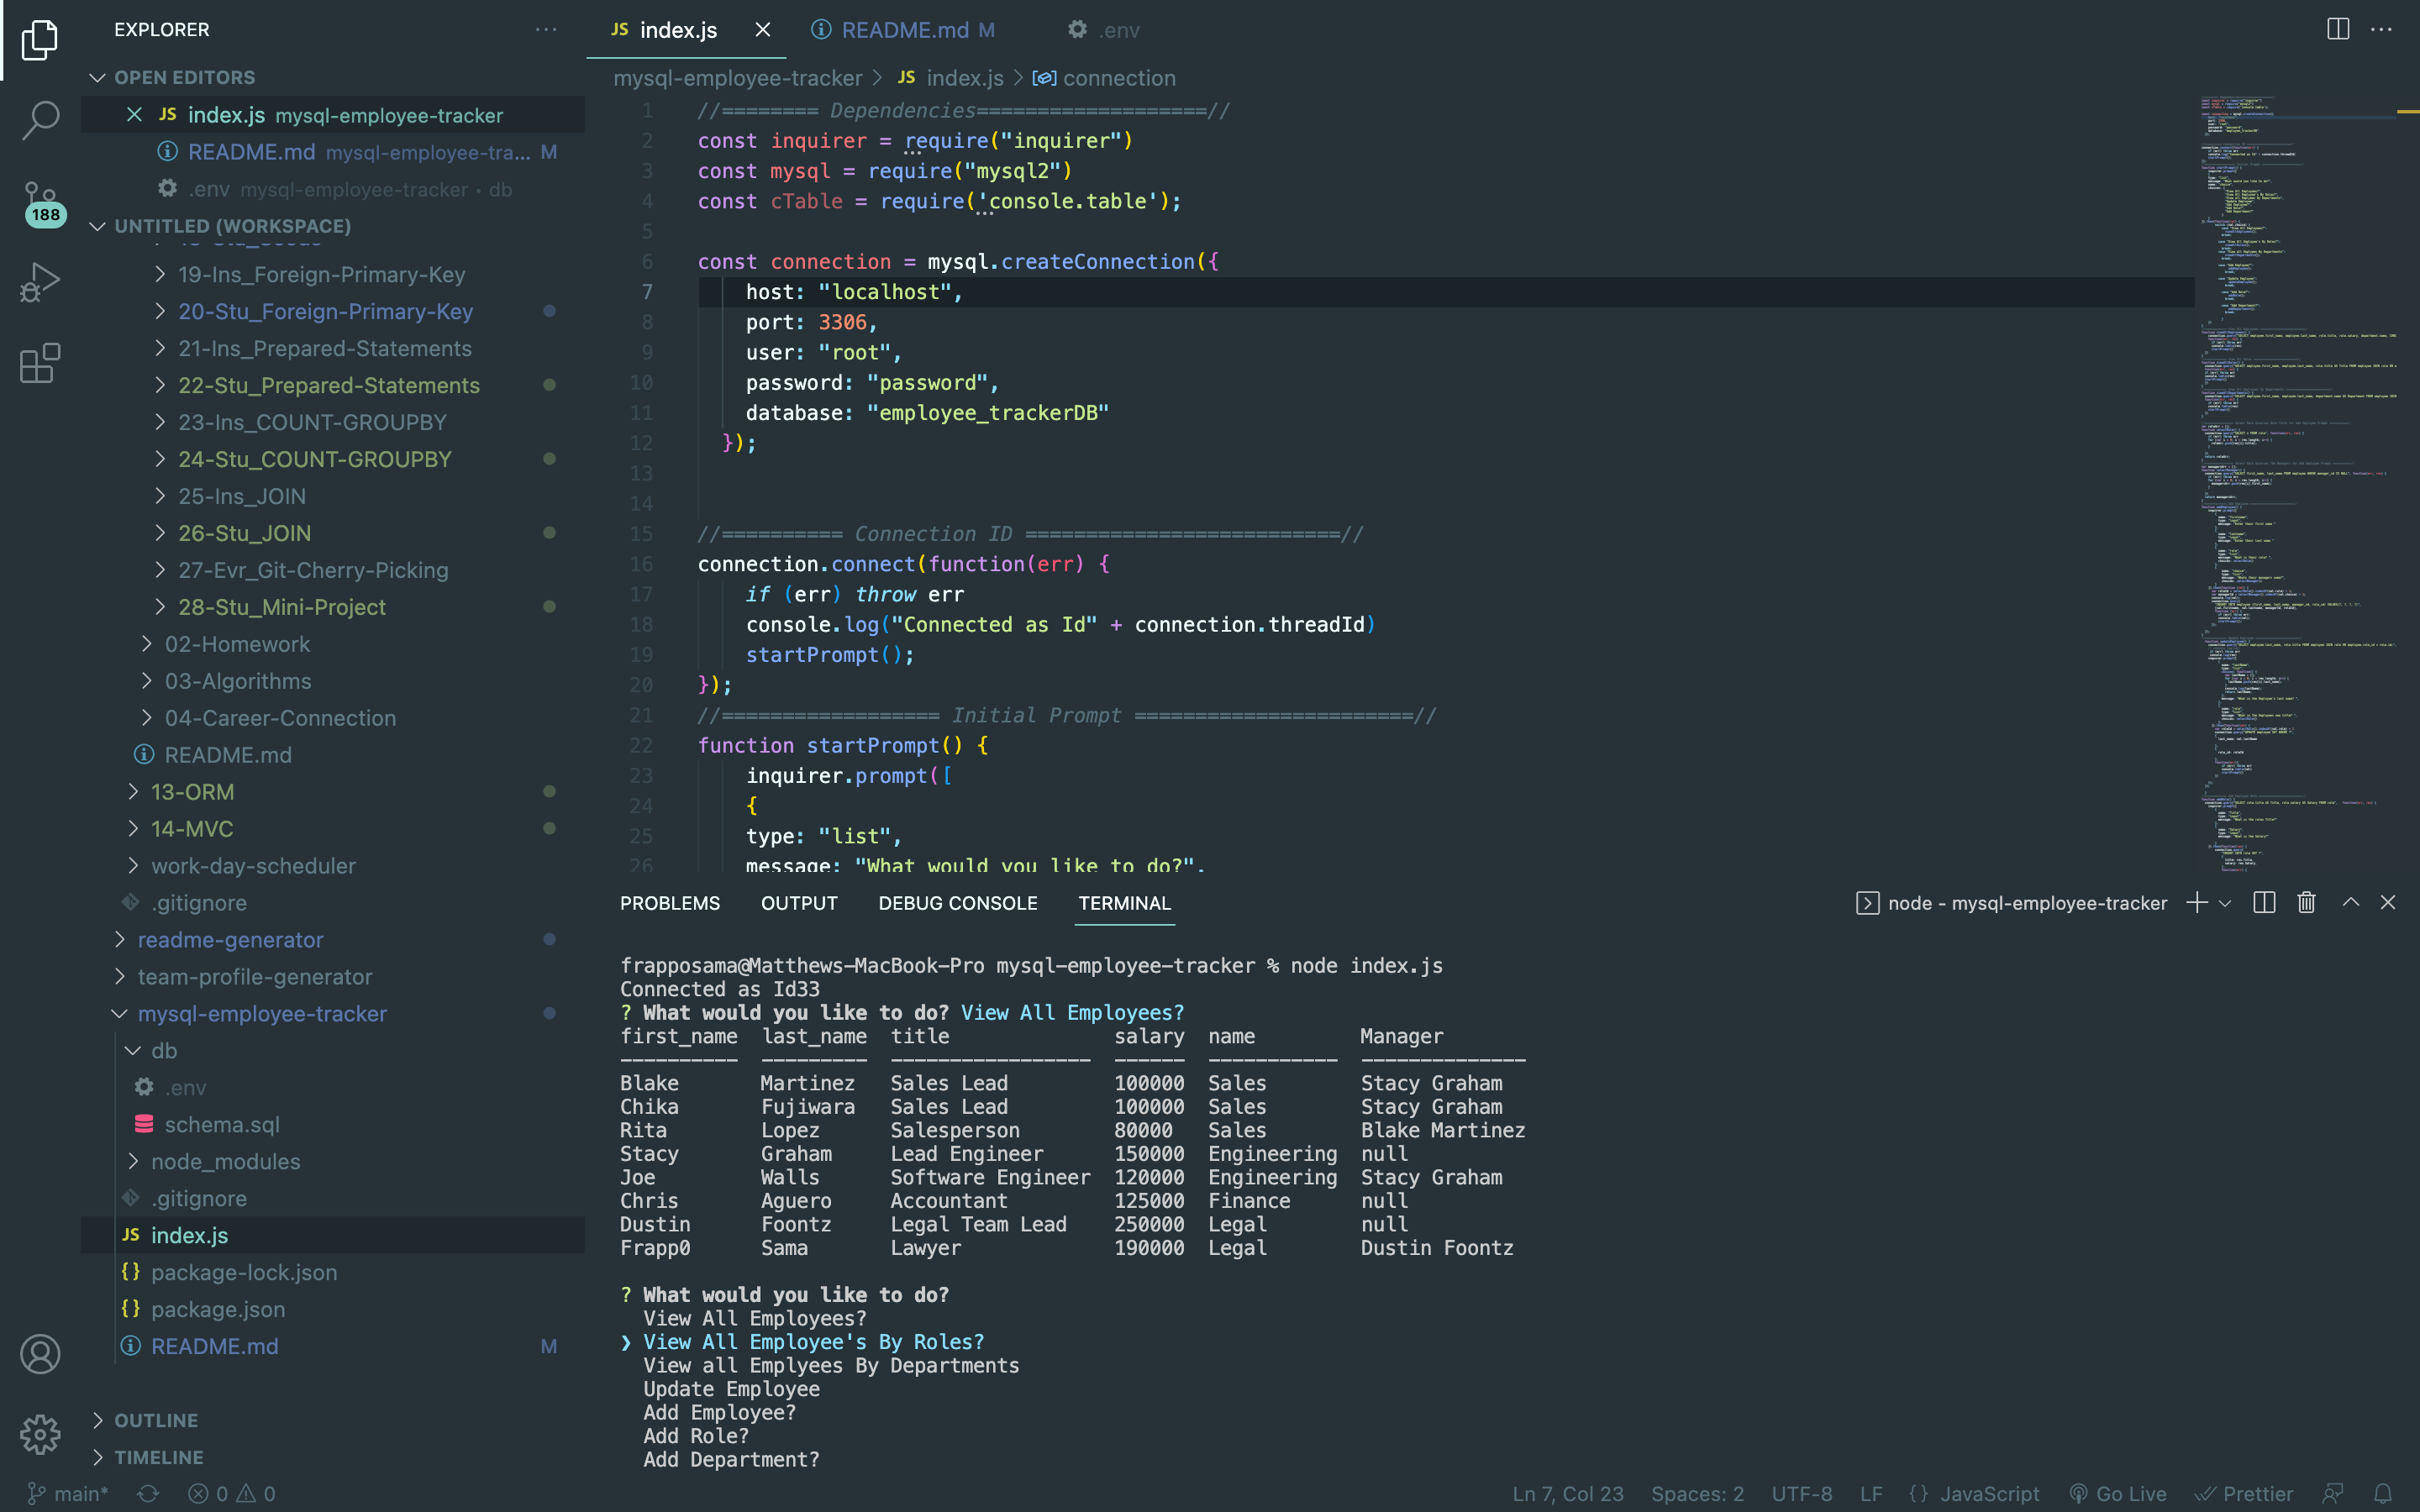 EXPLORER
OPEN EDITORS
JS index.js mysql-employee-tracker
README.md mysql-employee-tra... M
.env mysql-employee-tracker • db
188
UNTITLED (WORKSPACE)
19-Ins_Foreign-Primary-Key
20-Stu_Foreign-Primary-Key
21-Ins_Prepared-Statements
22-Stu_Prepared-Statements
23-Ins_COUNT-GROUPBY
24-Stu_COUNT-GROUPBY
25-Ins_JOIN
26-Stu_JOIN
27-Evr_Git-Cherry-Picking
28-Stu_Mini-Project
02-Homework
03-Algorithms
04-Career-Connection
README.md
13-ORM
14-MVC
work-day-scheduler
.gitignore
readme-generator
team-profile-generator
mysql-employee-tracker
db
.env
schema.sql
node_modules
.gitignore
JS index.js
{} package-lock.json
{} package.json
README.md M
OUTLINE
TIMELINE
JS index.js
README.md M
.env
mysql-employee-tracker > JS index.js > connection
1 //======== Dependencies===================//
2 const inquirer = require("inquirer")
3 const mysql = require("mysql2")
4 const cTable = require('console.table');
5
6 const connection = mysql.createConnection({
7 host: "localhost",
8 port: 3306,
9 user: "root",
10 password: "password",
11 database: "employee_trackerDB"
12 });
13
14
15 //========== Connection ID ==========================//
16 connection.connect(function(err) {
17 if (err) throw err
18 console.log("Connected as Id" + connection.threadId)
19 startPrompt();
20 });
21 //================== Initial Prompt =======================//
22 function startPrompt() {
23 inquirer.prompt([
24 {
25 type: "list",
26 message: "What would you like to do?",
PROBLEMS OUTPUT DEBUG CONSOLE TERMINAL
node - mysql-employee-tracker
frapposama@Matthews-MacBook-Pro mysql-employee-tracker % node index.js
Connected as Id33
? What would you like to do? View All Employees?
first_name last_name title salary name Manager
---------- --------- ----------------- ------ ----------- --------------
Blake Martinez Sales Lead 100000 Sales Stacy Graham
Chika Fujiwara Sales Lead 100000 Sales Stacy Graham
Rita Lopez Salesperson 80000 Sales Blake Martinez
Stacy Graham Lead Engineer 150000 Engineering null
Joe Walls Software Engineer 120000 Engineering Stacy Graham
Chris Aguero Accountant 125000 Finance null
Dustin Foontz Legal Team Lead 250000 Legal null
Frapp0 Sama Lawyer 190000 Legal Dustin Foontz
? What would you like to do?
View All Employees?
❯ View All Employee's By Roles?
View all Emplyees By Departments
Update Employee
Add Employee?
Add Role?
Add Department?
main* 0 0
Ln 7, Col 23 Spaces: 2 UTF-8 LF {} JavaScript Go Live Prettier